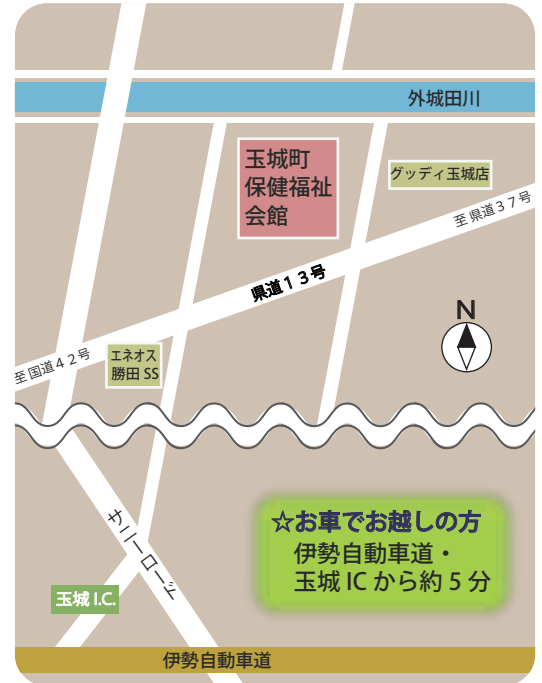 外城田川
玉城町
保健福祉
会館
グッディ玉城店
至県道３７号
県道１３号
N
至国道４２号
エネオス
勝田 SS
サニーロード
☆お車でお越しの方
伊勢自動車道・
玉城 IC から約 5 分
玉城 I.C.
伊勢自動車道